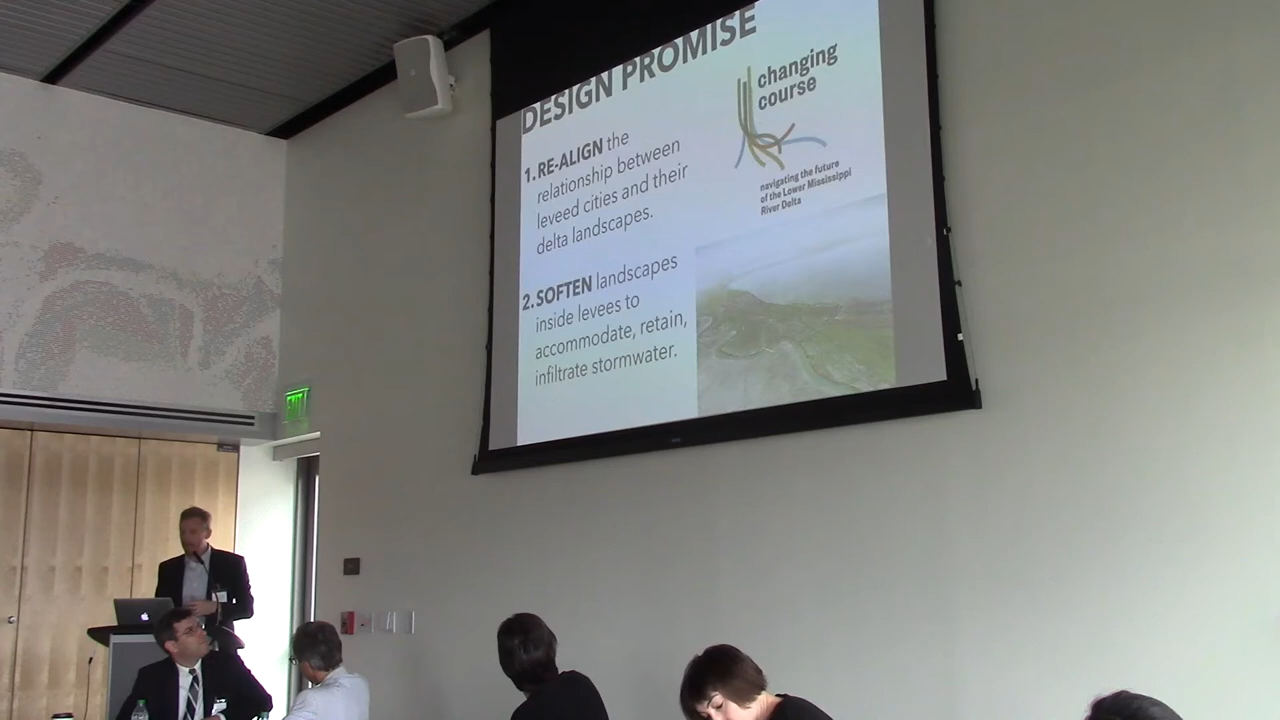 DESIGN PROMISE
changing
course
navigating the future
of the Lower Mississippi
River Delta
1. RE-ALIGN the
relationship between
leveed cities and their
delta landscapes.
2. SOFTEN landscapes
inside levees to
accommodate, retain,
infiltrate stormwater.
EXIT